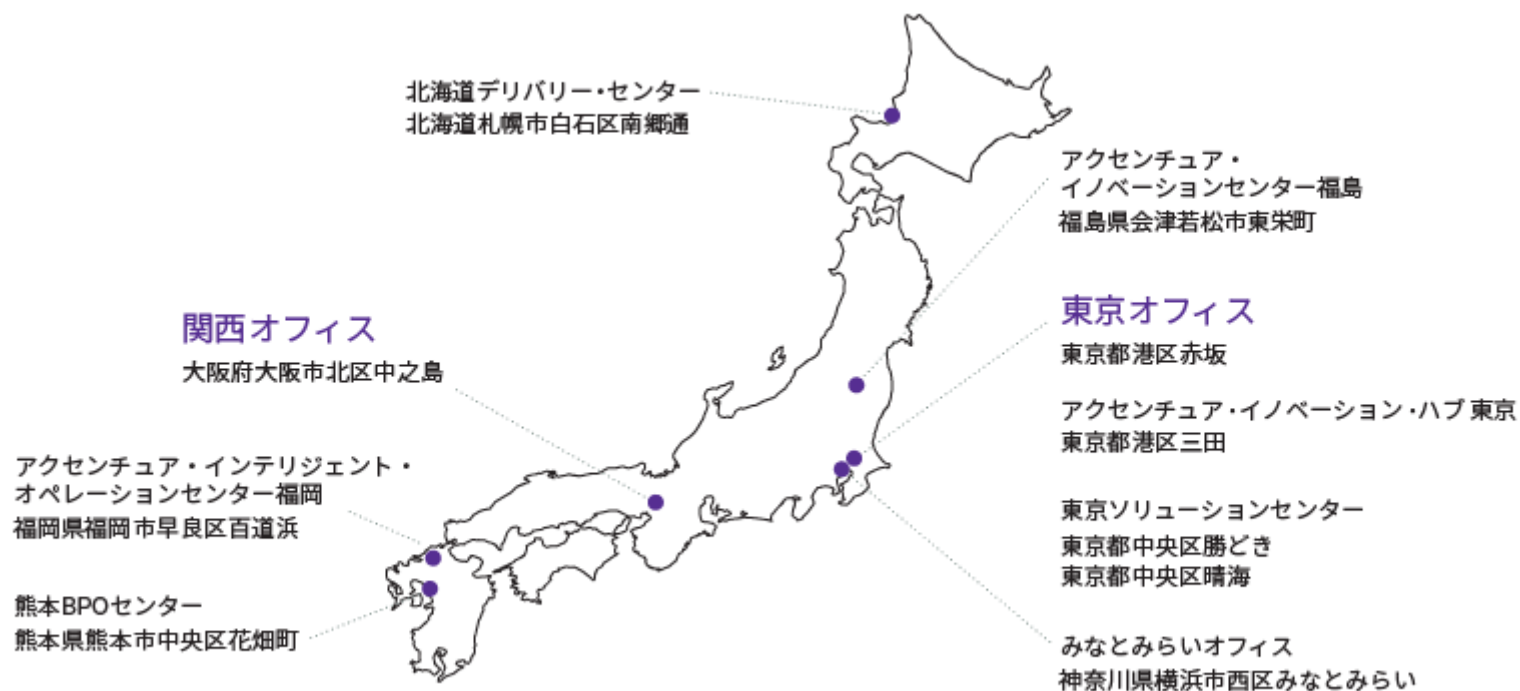 北海道デリバリー・センター
北海道札幌市白石区南郷通
アクセンチュア・
イノベーションセンター福島
福島県会津若松市東栄町
関西オフィス
大阪府大阪市北区中之島
東京オフィス
東京都港区赤坂
アクセンチュア・イノベーション・ハブ 東京
東京都港区三田
アクセンチュア・インテリジェント・
オペレーションセンター福岡
福岡県福岡市早良区百道浜
東京ソリューションセンター
東京都中央区勝どき
東京都中央区晴海
熊本BPOセンター
熊本県熊本市中央区花畑町
みなとみらいオフィス
神奈川県横浜市西区みなとみらい